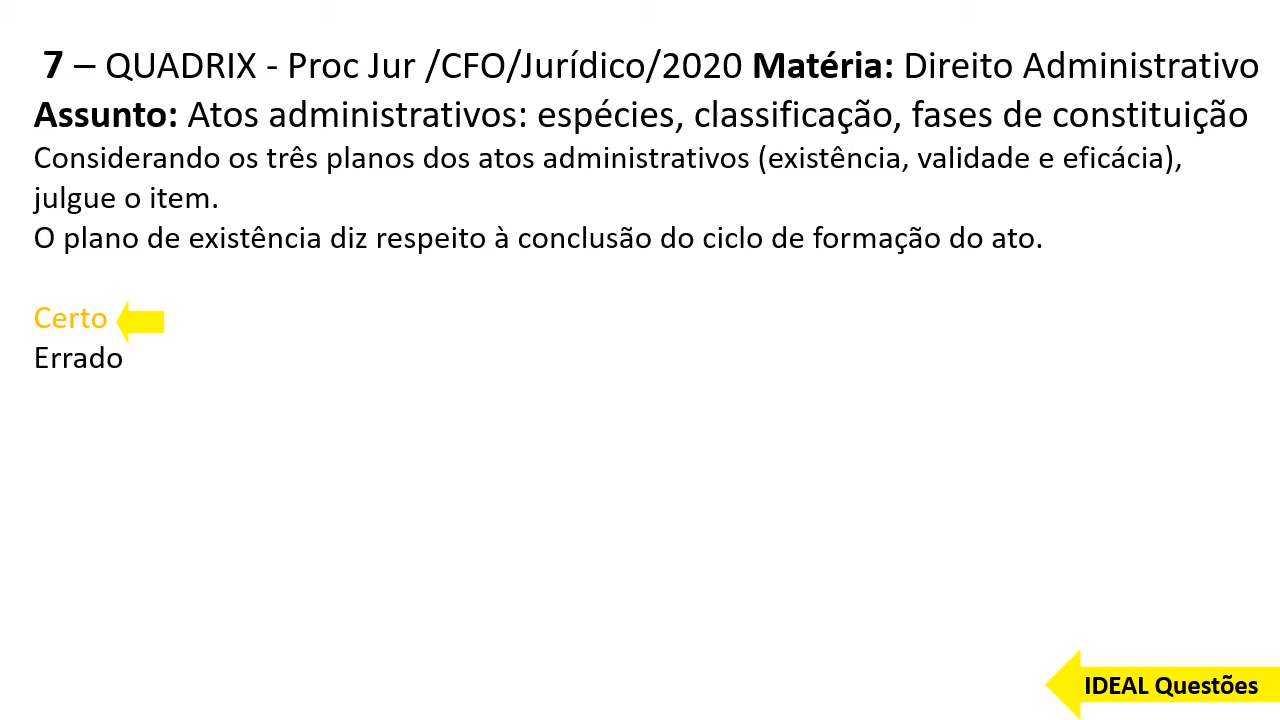 7 – QUADRIX - Proc Jur /CFO/Jurídico/2020 Matéria: Direito Administrativo
Assunto: Atos administrativos: espécies, classificação, fases de constituição
Considerando os três planos dos atos administrativos (existência, validade e eficácia),
julgue o item.
O plano de existência diz respeito à conclusão do ciclo de formação do ato.
Certo
Errado
IDEAL Questões